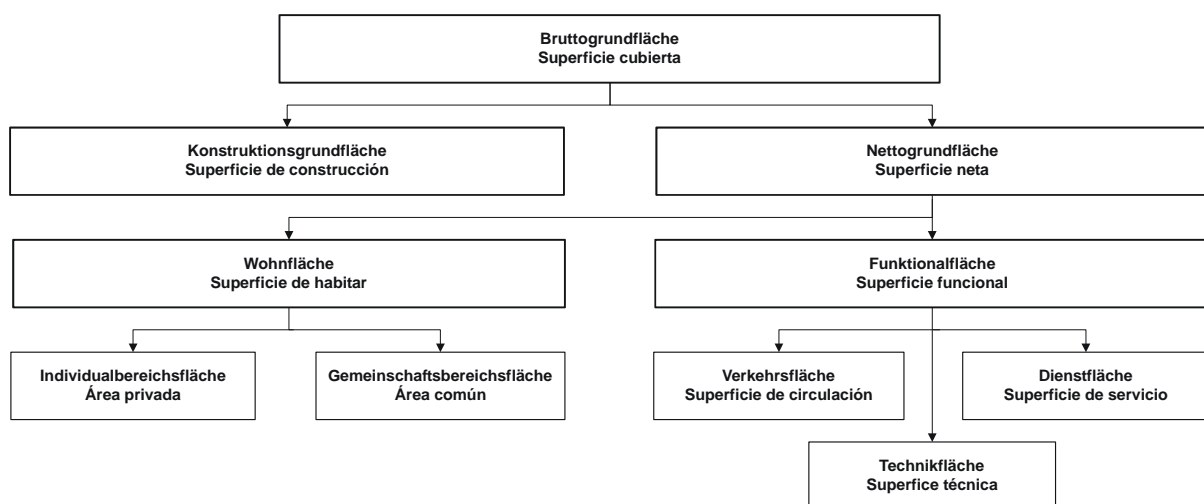 Bruttogrundfläche
Superficie cubierta
Konstruktionsgrundfläche
Superficie de construcción
Nettogrundfläche
Superficie neta
Wohnfläche
Superficie de habitar
Funktionalfläche
Superficie funcional
Individualbereichsfläche
Área privada
Gemeinschaftsbereichsfläche
Área común
Verkehrsfläche
Superficie de circulación
Dienstfläche
Superficie de servicio
Technikfläche
Superfice técnica